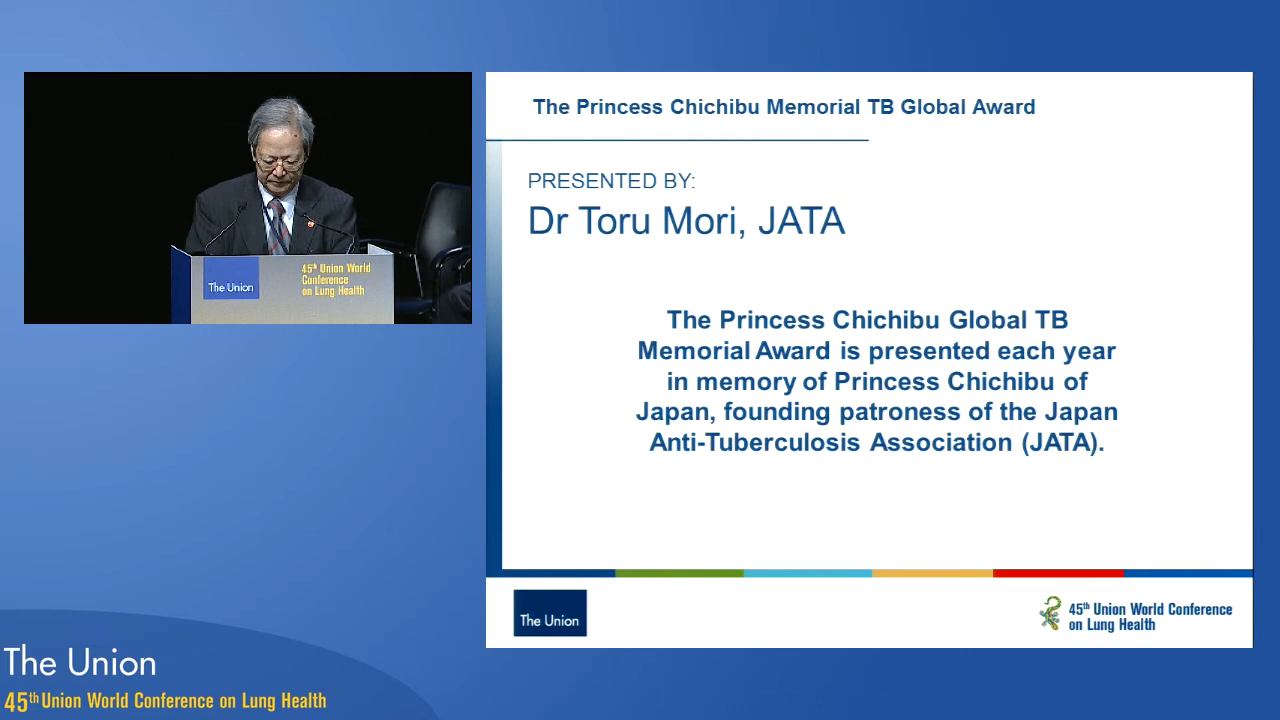 The Union
45th Union World
Conference
on Lung Health
The Princess Chichibu Memorial TB Global Award
PRESENTED BY:
Dr Toru Mori, JATA
The Princess Chichibu Global TB
Memorial Award is presented each year
in memory of Princess Chichibu of
Japan, founding patroness of the Japan
Anti-Tuberculosis Association (JATA).
The Union
45th Union World Conference
on Lung Health
The Union
45th Union World Conference on Lung Health